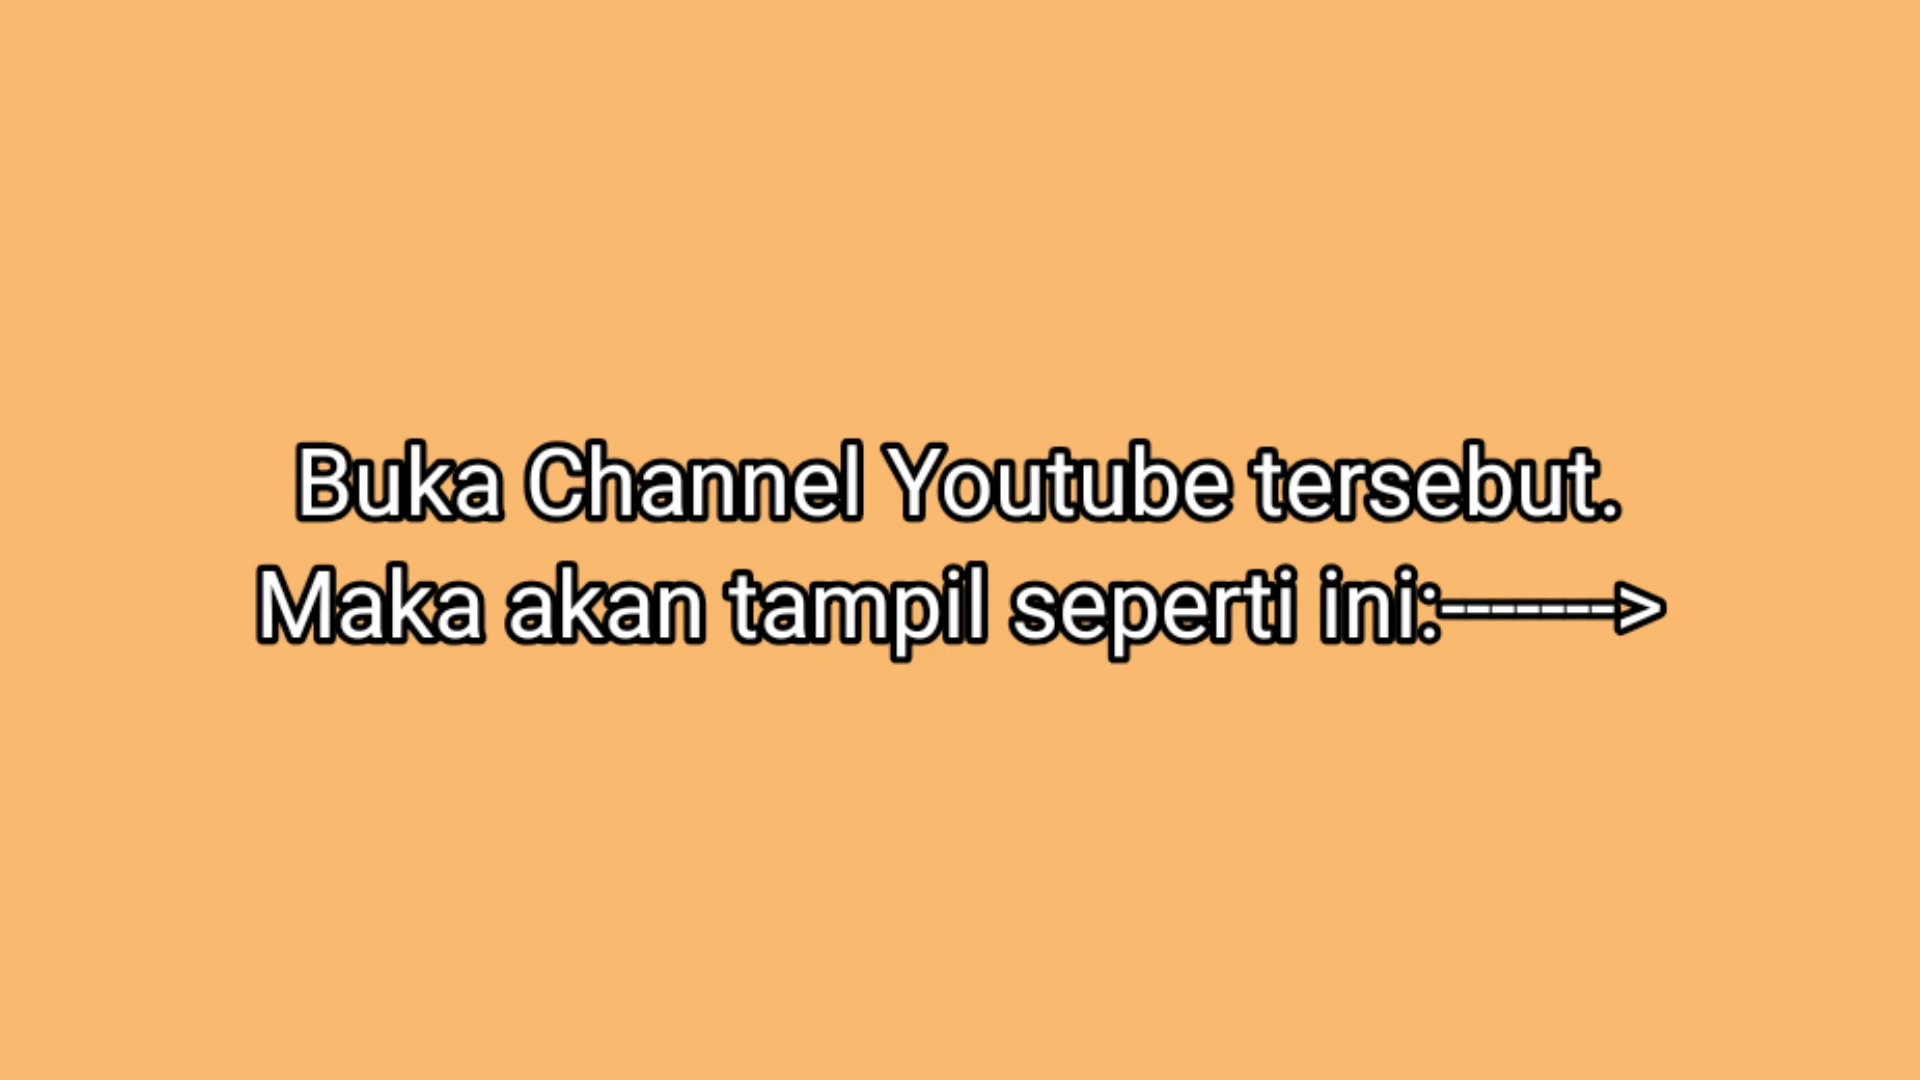 Buka Channel Youtube tersebut.
Maka akan tampil seperti ini:------->